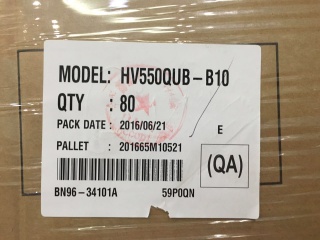 MODEL: HV550QUB-B10
QTY : 80
PACK DATE : 2016/06/21
E
PALLET : 201665M10521
(QA)
BN96-34101A 59P0QN